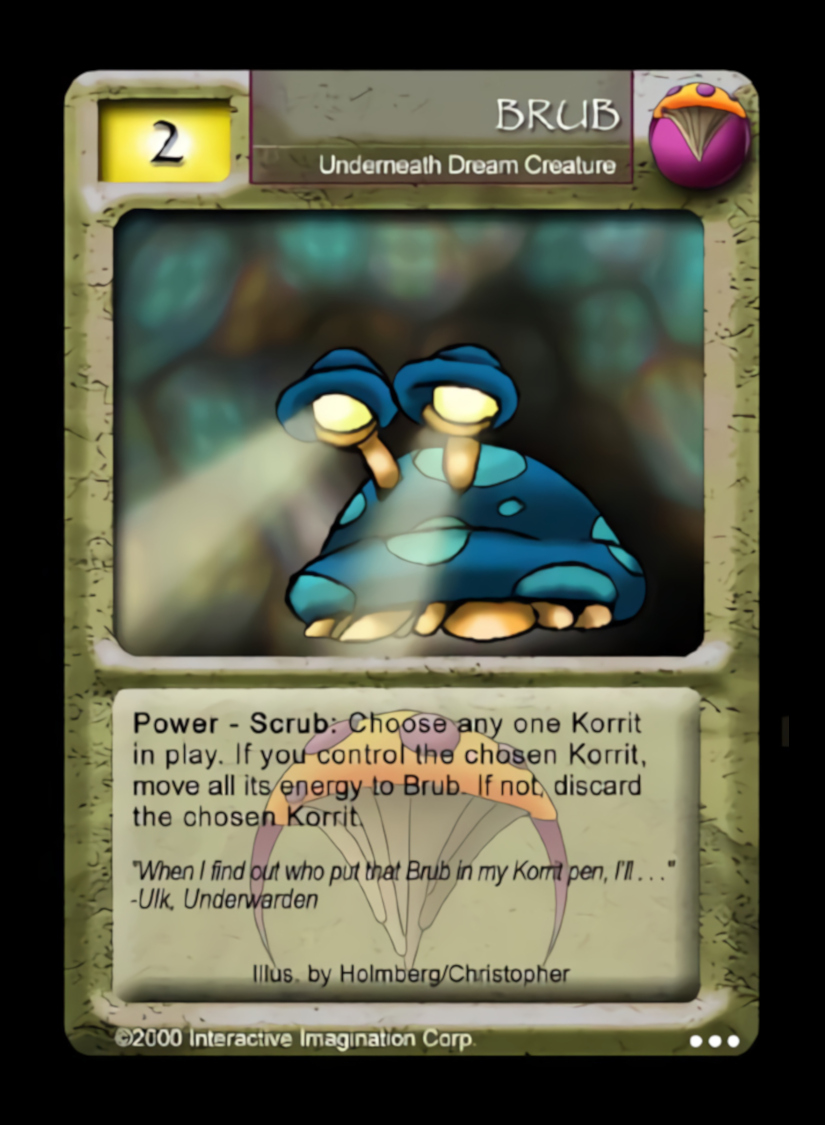 2
BRUB
Underneath Dream Creature
Power - Scrub: Choose any one Korrit
in play. If you control the chosen Korrit,
move all its energy to Brub. If not, discard
the chosen Korrit.
"When I find out who put that Brub in my Korrit pen, I'll . . ."
-Ulk, Underwarden
Illus. by Holmberg/Christopher
©2000 Interactive Imagination Corp.